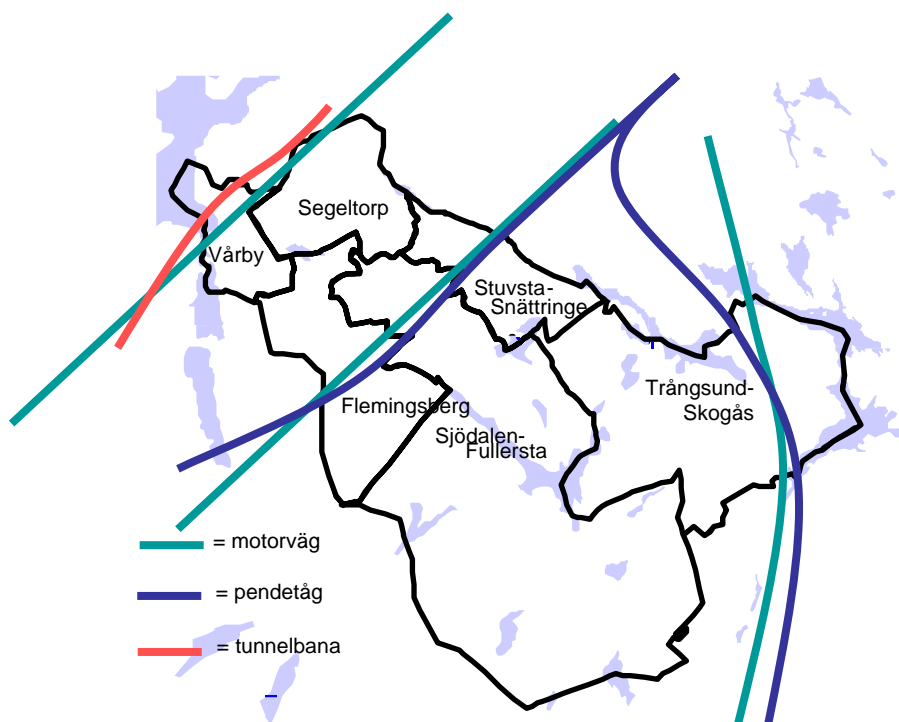 Segeltorp
Vårby
Stuvsta-
Snättringe
Trångsund-
Skogås
Flemingsberg
Sjödalen-
Fullersta
= motorväg
= pendetåg
= tunnelbana